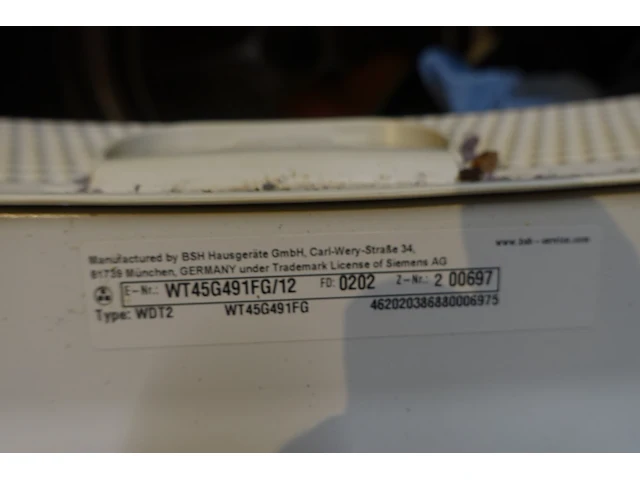 www.bsh-service.com
Manufactured by BSH Hausgeräte GmbH, Carl-Wery-Straße 34,
81739 München, GERMANY under Trademark License of Siemens AG
E-Nr.: WT45G491FG/12 FD: 0202 Z-Nr.: 2 00697
Type: WDT2 WT45G491FG 462020386880006975